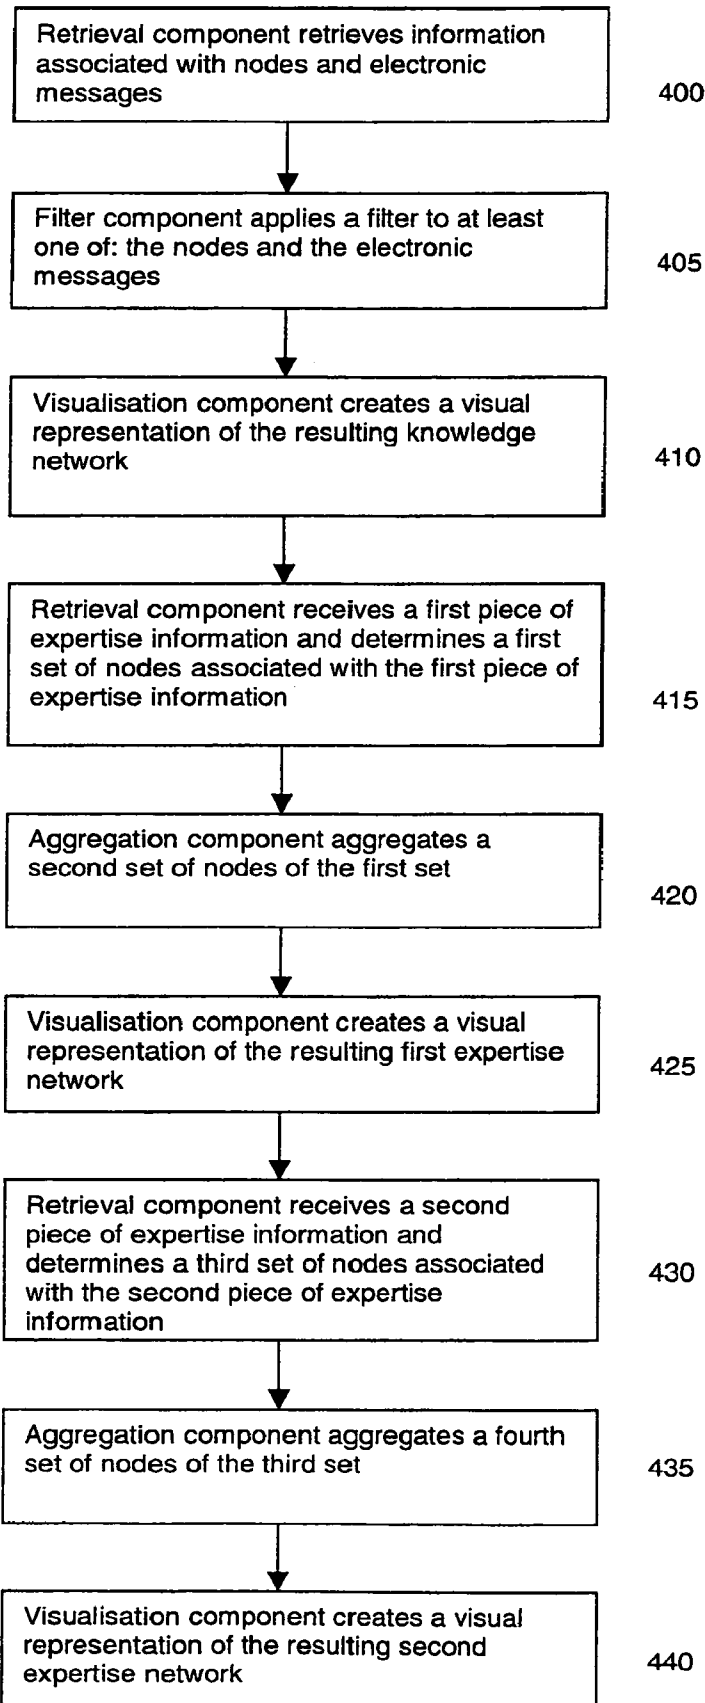 Retrieval component retrieves information
associated with nodes and electronic
messages
400
Filter component applies a filter to at least
one of: the nodes and the electronic
messages
405
Visualisation component creates a visual
representation of the resulting knowledge
network
410
Retrieval component receives a first piece of
expertise information and determines a first
set of nodes associated with the first piece of
expertise information
415
Aggregation component aggregates a
second set of nodes of the first set
420
Visualisation component creates a visual
representation of the resulting first expertise
network
425
Retrieval component receives a second
piece of expertise information and
determines a third set of nodes associated
with the second piece of expertise
information
430
Aggregation component aggregates a fourth
set of nodes of the third set
435
Visualisation component creates a visual
representation of the resulting second
expertise network
440